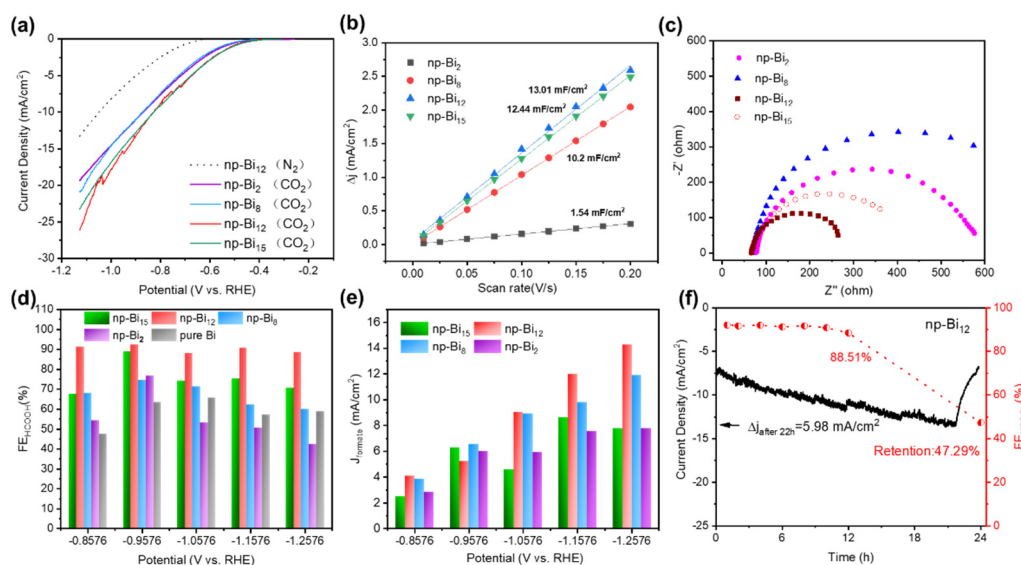 (a)
0
-5
-10
-15
-20
-25
-30
Current Density (mA/cm²)
np-Bi₁₂ (N₂)
np-Bi₂ (CO₂)
np-Bi₈ (CO₂)
np-Bi₁₂ (CO₂)
np-Bi₁₅ (CO₂)
-1.2 -1.0 -0.8 -0.6 -0.4 -0.2
Potential (V vs. RHE)
(b)
3.0
2.5
2.0
1.5
1.0
0.5
0.0
Δj (mA/cm²)
np-Bi₂
np-Bi₈
np-Bi₁₂
np-Bi₁₅
13.01 mF/cm²
12.44 mF/cm²
10.2 mF/cm²
1.54 mF/cm²
0.00 0.05 0.10 0.15 0.20
Scan rate(V/s)
(c)
600
500
400
300
200
100
0
-Z' (ohm)
np-Bi₂
np-Bi₈
np-Bi₁₂
np-Bi₁₅
0 100 200 300 400 500 600
Z'' (ohm)
(d)
110
100
90
80
70
60
50
40
30
20
10
0
FE_HCOOH(%)
np-Bi₁₅ np-Bi₁₂ np-Bi₈
np-Bi₂ pure Bi
-0.8576 -0.9576 -1.0576 -1.1576 -1.2576
Potential (V vs. RHE)
(e)
16
14
12
10
8
6
4
2
0
J_formate (mA/cm²)
np-Bi₁₅ np-Bi₁₂
np-Bi₈ np-Bi₂
-0.8576 -0.9576 -1.0576 -1.1576 -1.2576
Potential (V vs. RHE)
(f)
0
-5
-10
-15
-20
-25
Current Density (mA/cm²)
np-Bi₁₂
88.51%
Δj after 22h=5.98 mA/cm²
Retention:47.29%
0 4 8 12 16 20 24
Time (h)
100
80
60
40
20
0